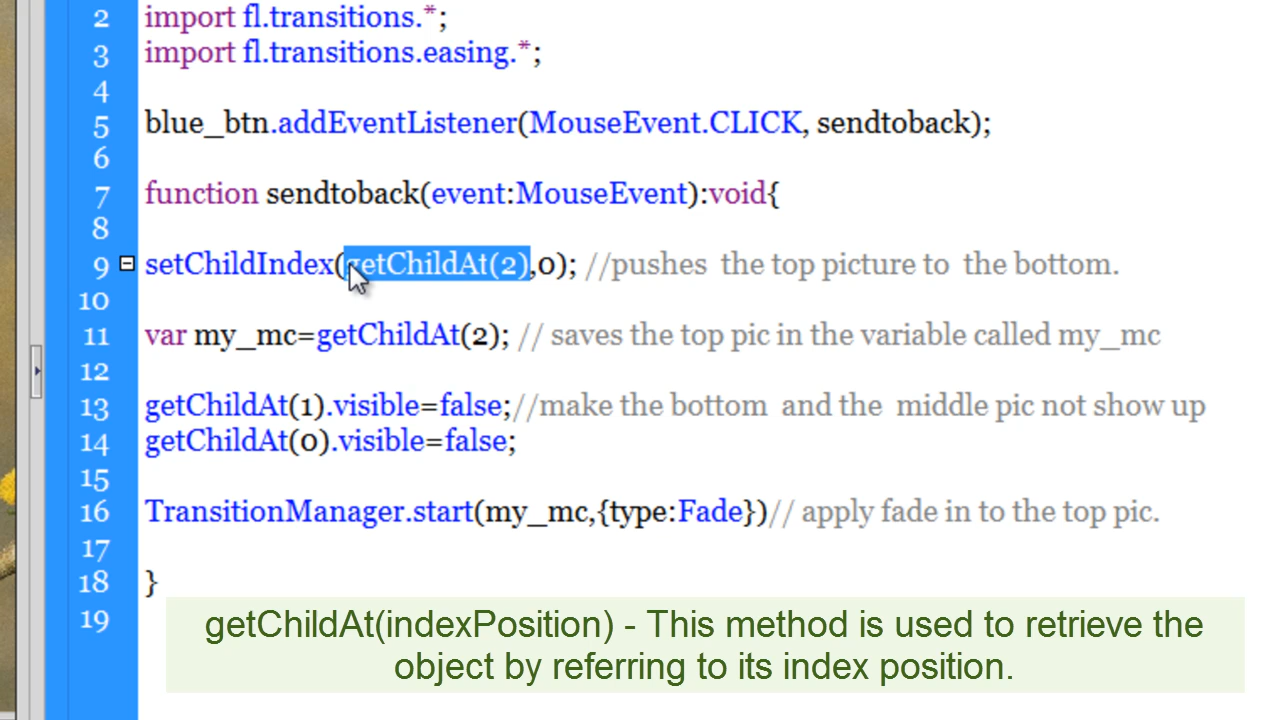 2 import fl.transitions.*;
3 import fl.transitions.easing.*;
4
5 blue_btn.addEventListener(MouseEvent.CLICK, sendtoback);
6
7 function sendtoback(event:MouseEvent):void{
8
9 setChildIndex(getChildAt(2),0); //pushes  the top picture to  the bottom.
10
11 var my_mc=getChildAt(2); // saves the top pic in the variable called my_mc
12
13 getChildAt(1).visible=false;//make the bottom  and the  middle pic not show up
14 getChildAt(0).visible=false;
15
16 TransitionManager.start(my_mc,{type:Fade})// apply fade in to the top pic.
17
18 }
19
getChildAt(indexPosition) - This method is used to retrieve the
object by referring to its index position.